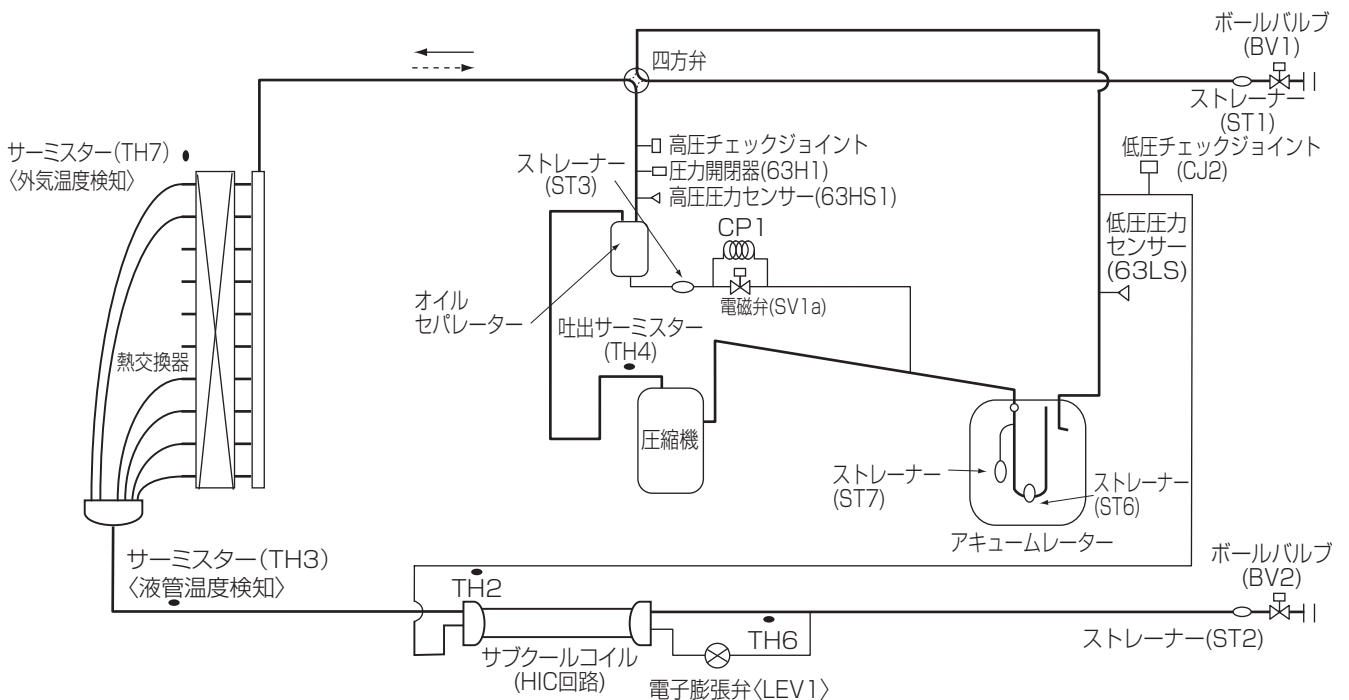 ボールバルブ
(BV1)
四方弁
ストレーナー
(ST1)
サーミスター(TH7)
〈外気温度検知〉
高圧チェックジョイント
圧力開閉器(63H1)
高圧圧力センサー(63HS1)
ストレーナー
(ST3)
低圧チェックジョイント
(CJ2)
CP1
低圧圧力
センサー
(63LS)
オイル
セパレーター
電磁弁(SV1a)
吐出サーミスター
(TH4)
熱交換器
圧縮機
ストレーナー
(ST7)
ストレーナー
(ST6)
アキュームレーター
サーミスター(TH3)
〈液管温度検知〉
TH2
ボールバルブ
(BV2)
TH6
ストレーナー(ST2)
サブクールコイル
(HIC回路)
電子膨張弁〈LEV1〉